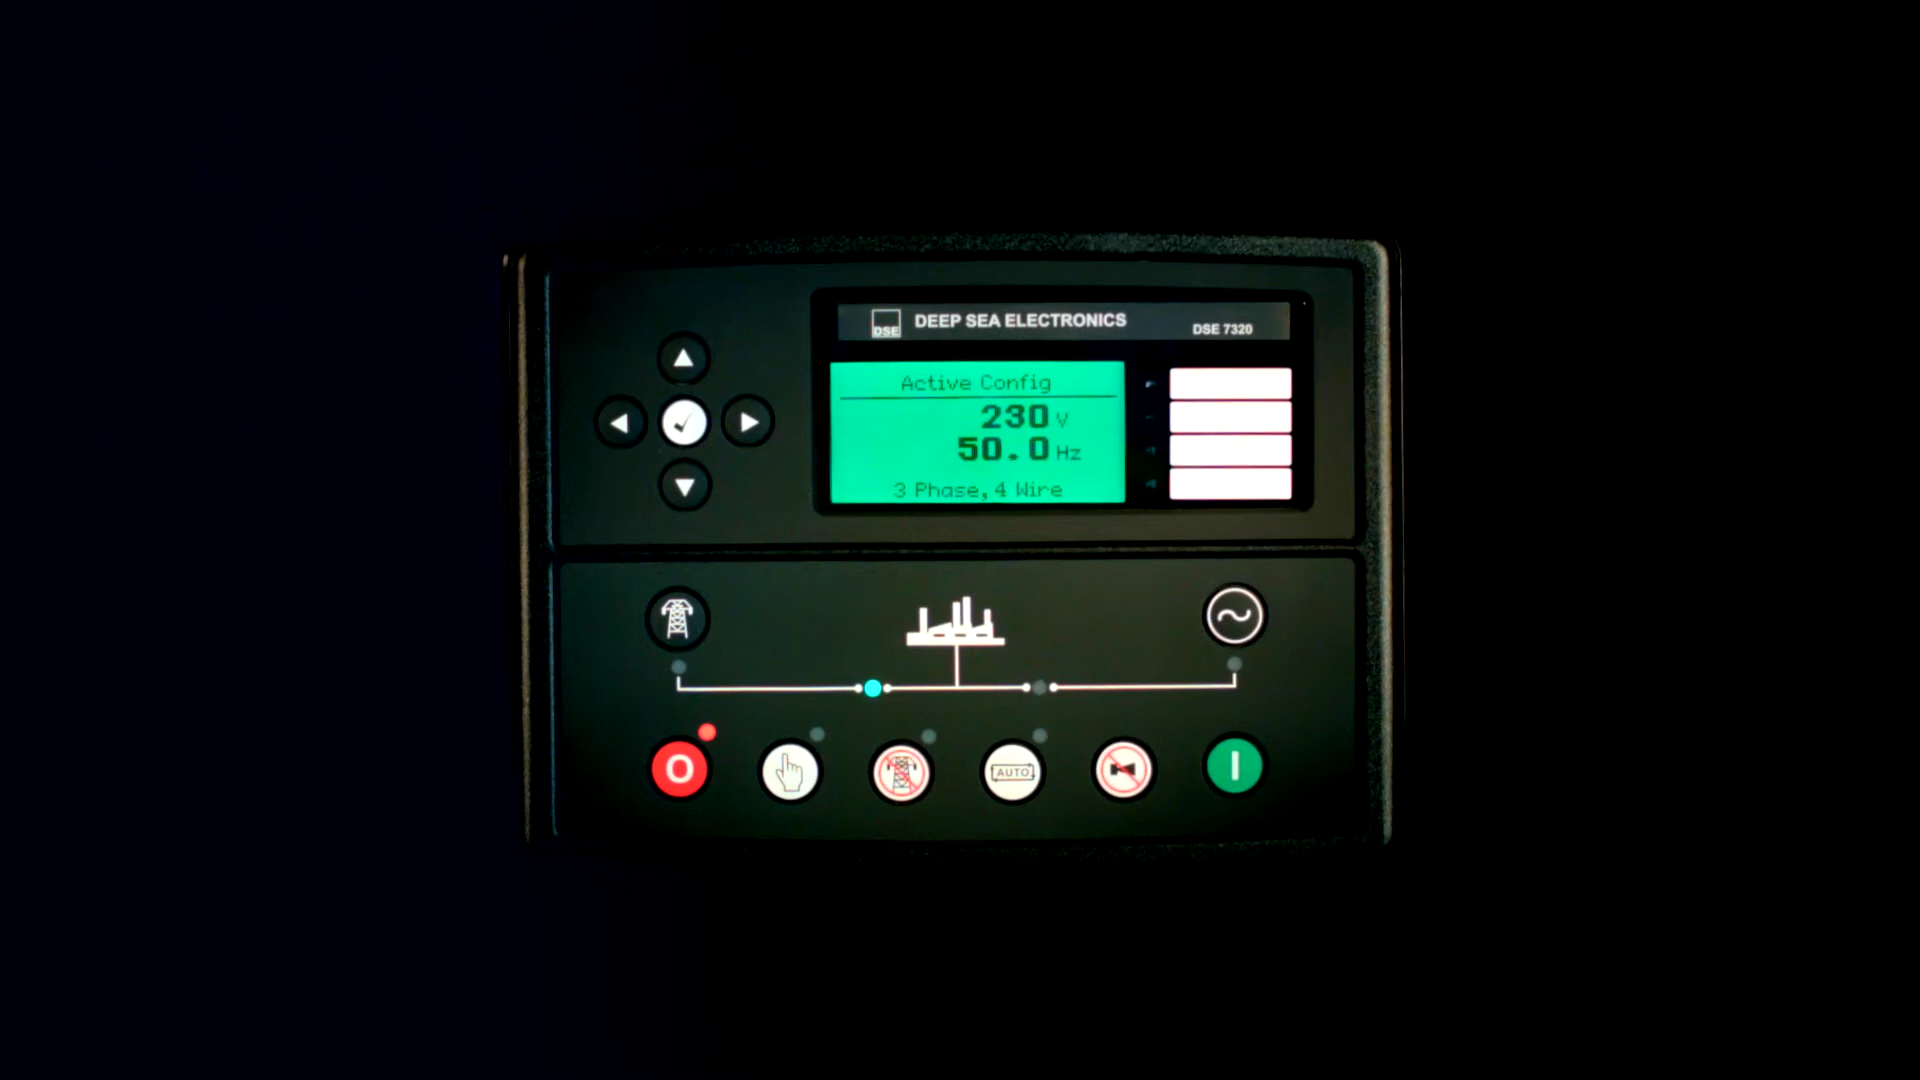 DSE DEEP SEA ELECTRONICS
DSE 7320
Active Config
230 V
50.0 Hz
3 Phase, 4 Wire
O
AUTO
I